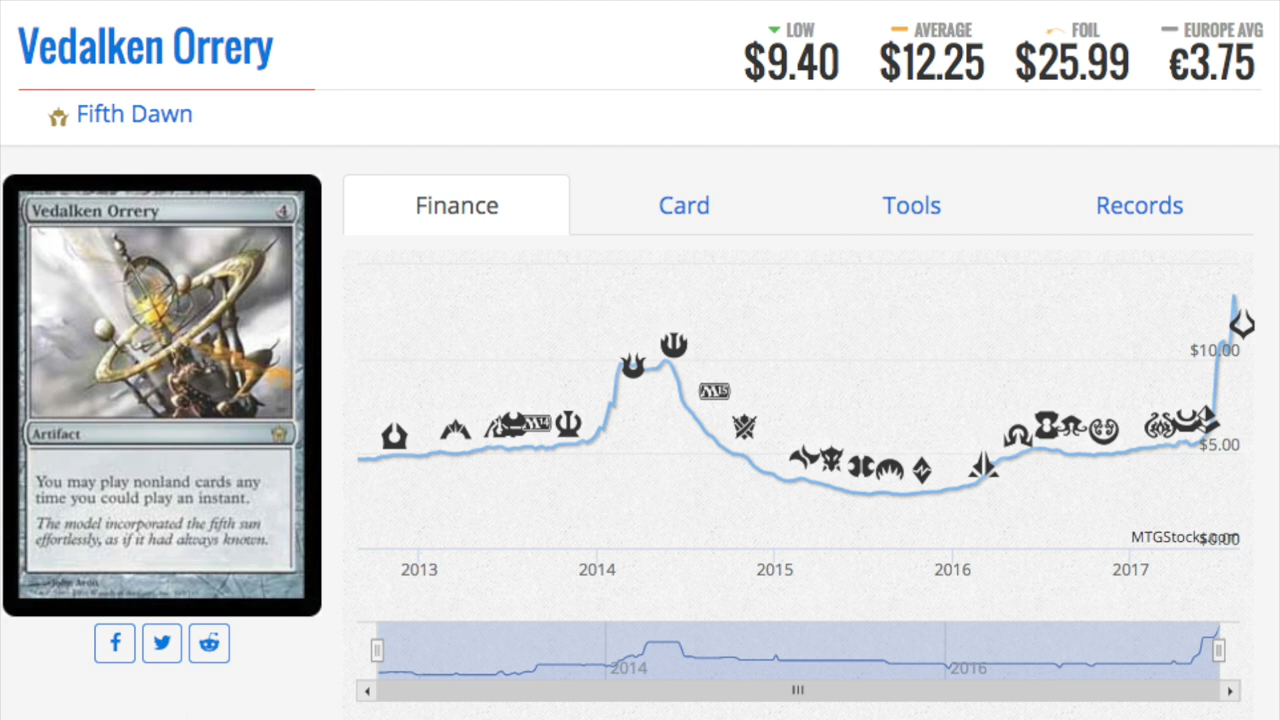 Vedalken Orrery
LOW
$9.40
AVERAGE
$12.25
FOIL
$25.99
EUROPE AVG
€3.75
Fifth Dawn
Vedalken Orrery 4
Artifact
You may play nonland cards any
time you could play an instant.
The model incorporated the fifth sun
effortlessly, as if it had always known.
Finance
Card
Tools
Records
M14
M15
$10.00
$5.00
$0.00
MTGStocks.com
2013
2014
2015
2016
2017
2014
2016